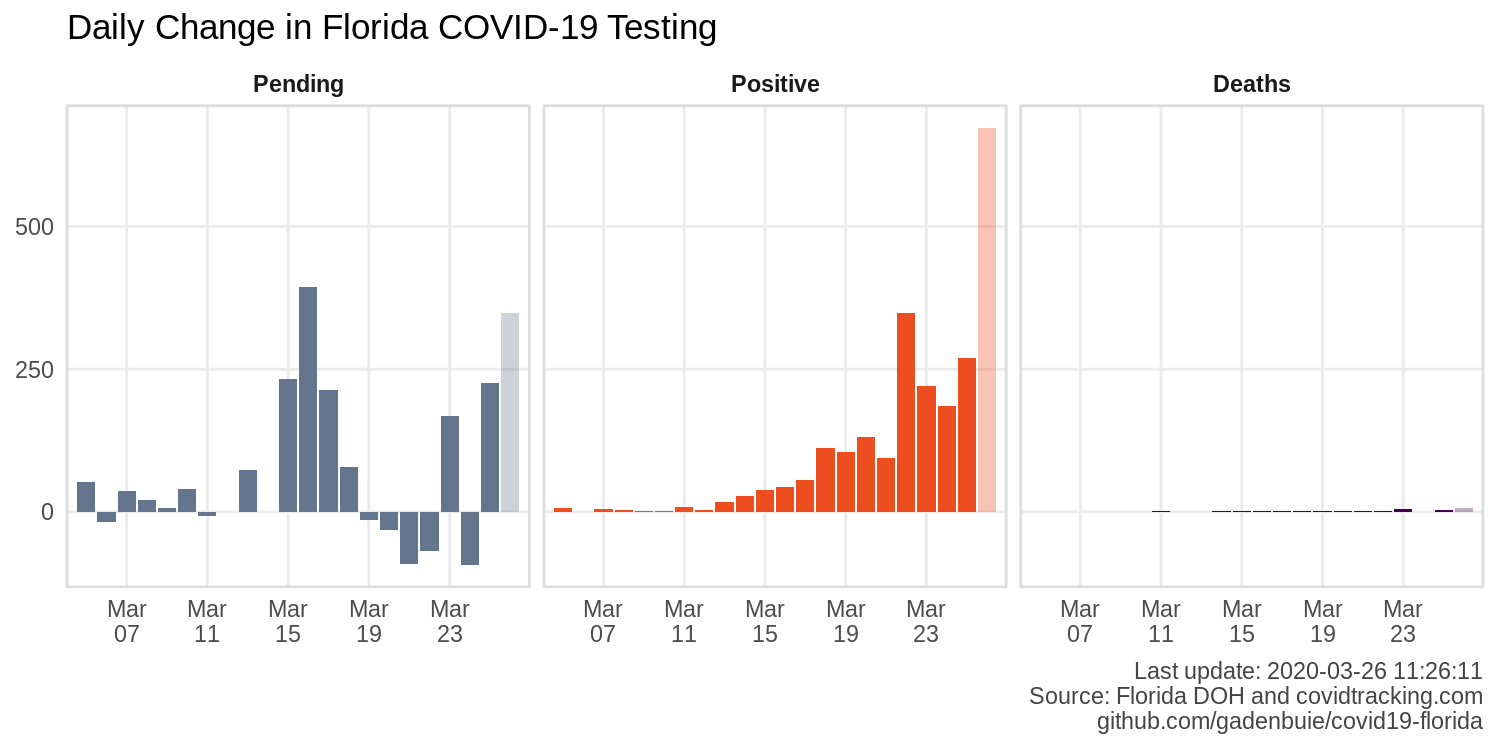 Daily Change in Florida COVID-19 Testing
Pending
Positive
Deaths
500
250
0
Mar Mar Mar Mar Mar
07 11 15 19 23
Mar Mar Mar Mar Mar
07 11 15 19 23
Mar Mar Mar Mar Mar
07 11 15 19 23
Last update: 2020-03-26 11:26:11
Source: Florida DOH and covidtracking.com
github.com/gadenbuie/covid19-florida